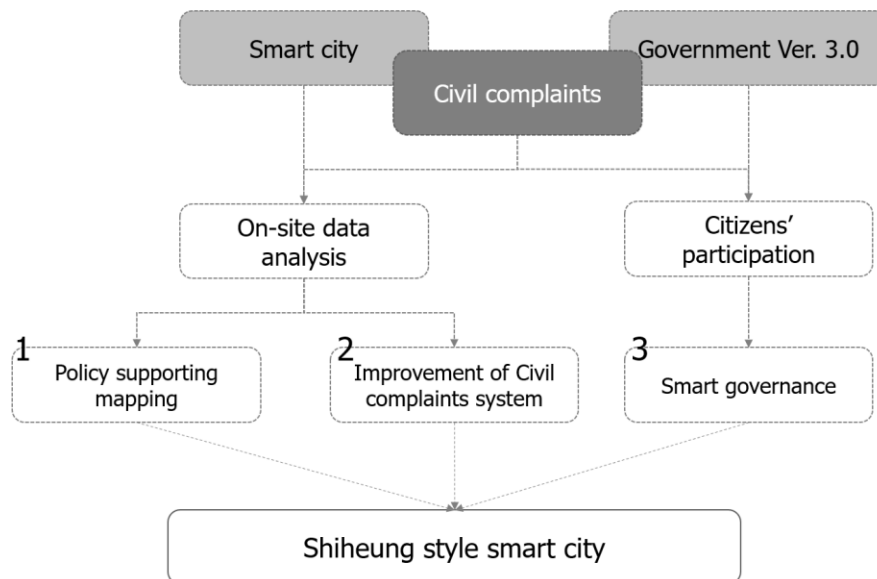 Smart city
Government Ver. 3.0
Civil complaints
On-site data
analysis
Citizens’
participation
1
Policy supporting
mapping
2
Improvement of Civil
complaints system
3
Smart governance
Shiheung style smart city